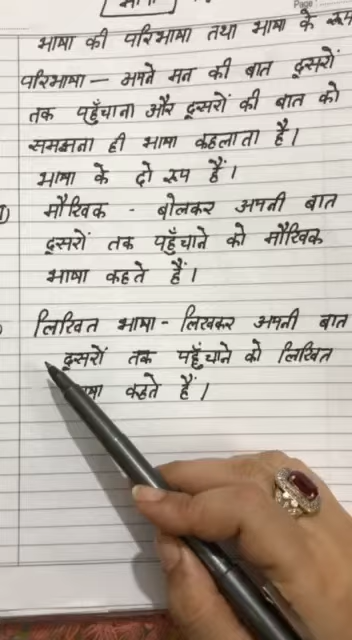 भाषा की परिभाषा तथा भाषा के रूप
परिभाषा — अपने मन की बात दूसरों
तक पहुँचाना और दूसरों की बात को
समझना ही भाषा कहलाता है।
भाषा के दो रूप हैं।
मौखिक - बोलकर अपनी बात
दूसरों तक पहुँचाने को मौखिक
भाषा कहते हैं।
लिखित भाषा - लिखकर अपनी बात
दूसरों तक पहुँचाने को लिखित
भाषा कहते हैं।